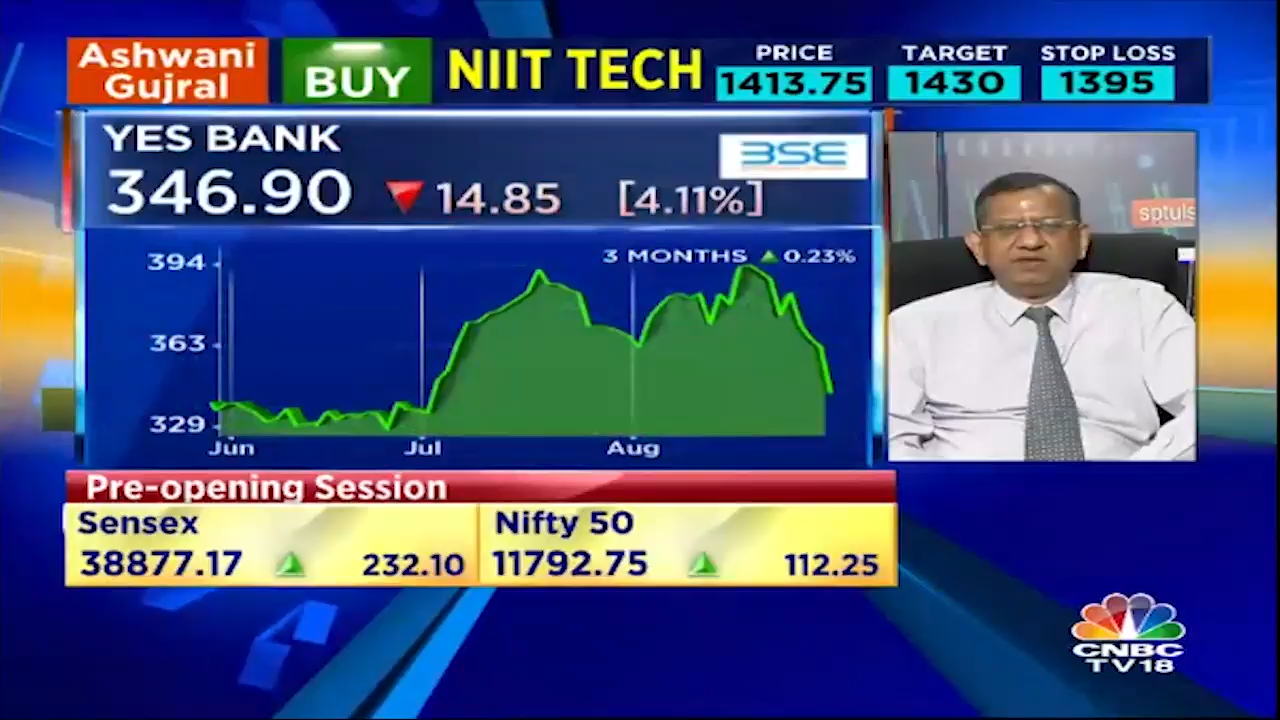 Ashwani
Gujral
BUY
NIIT TECH
PRICE
1413.75
TARGET
1430
STOP LOSS
1395
YES BANK
346.90 14.85 [4.11%]
BSE
3 MONTHS 0.23%
394
363
329
Jun Jul Aug
sptuls
Pre-opening Session
Sensex
38877.17 232.10
Nifty 50
11792.75 112.25
CNBC
TV18